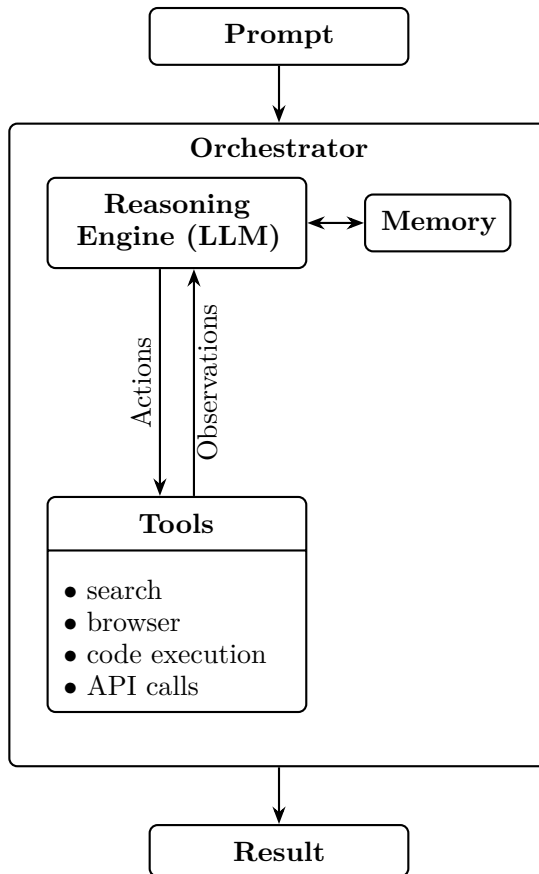 Prompt
Orchestrator
Reasoning
Engine (LLM)
Memory
Actions
Observations
Tools
• search
• browser
• code execution
• API calls
Result